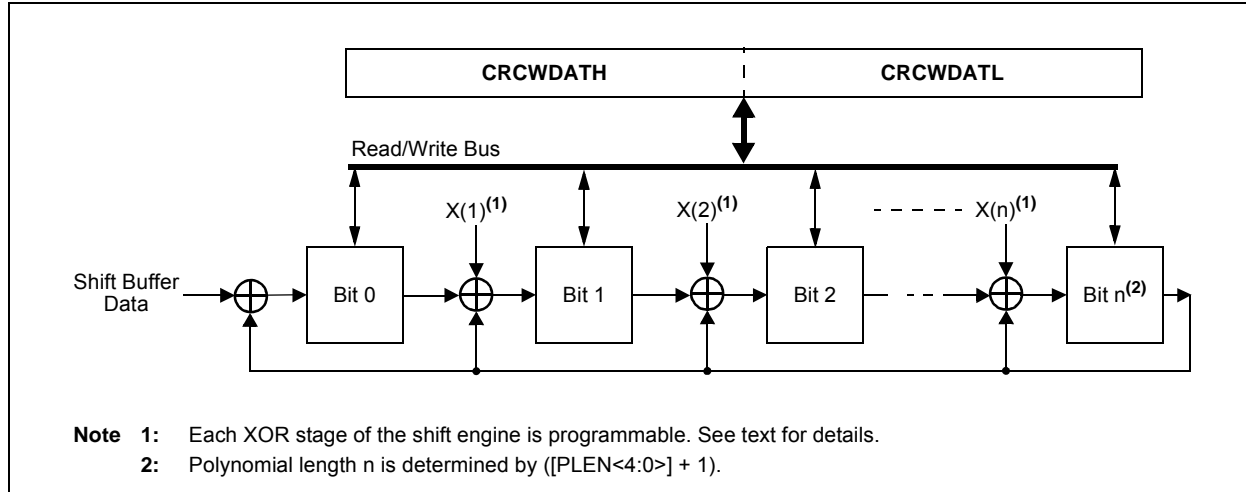 CRCWDATH CRCWDATL
Read/Write Bus
X(1)(1) X(2)(1) X(n)(1)
Shift Buffer
Data
Bit 0 Bit 1 Bit 2 Bit n(2)
Note 1: Each XOR stage of the shift engine is programmable. See text for details.
2: Polynomial length n is determined by ([PLEN<4:0>] + 1).